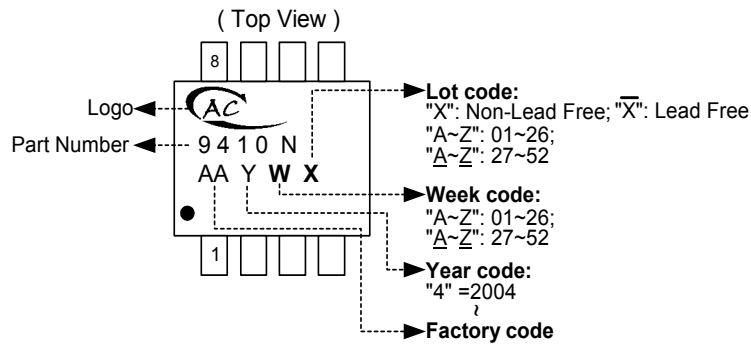 ( Top View )
8
Logo
AC
Part Number
9410 N
AA Y W X
1
Lot code:
"X": Non-Lead Free; "X̅": Lead Free
"A~Z": 01~26;
"A̲~Z̲": 27~52
Week code:
"A~Z": 01~26;
"A̲~Z̲": 27~52
Year code:
"4" =2004
~
Factory code